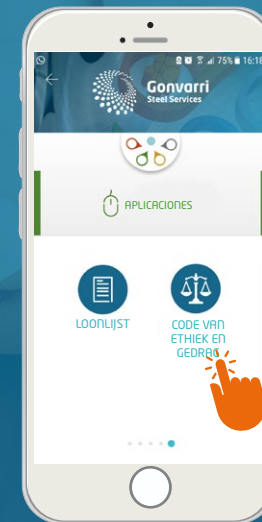 75% 16:18
Gonvarri
Steel Services
APLICACIONES
LOONLIJST
CODE VAN
ETHIEK EN
GEDRAG